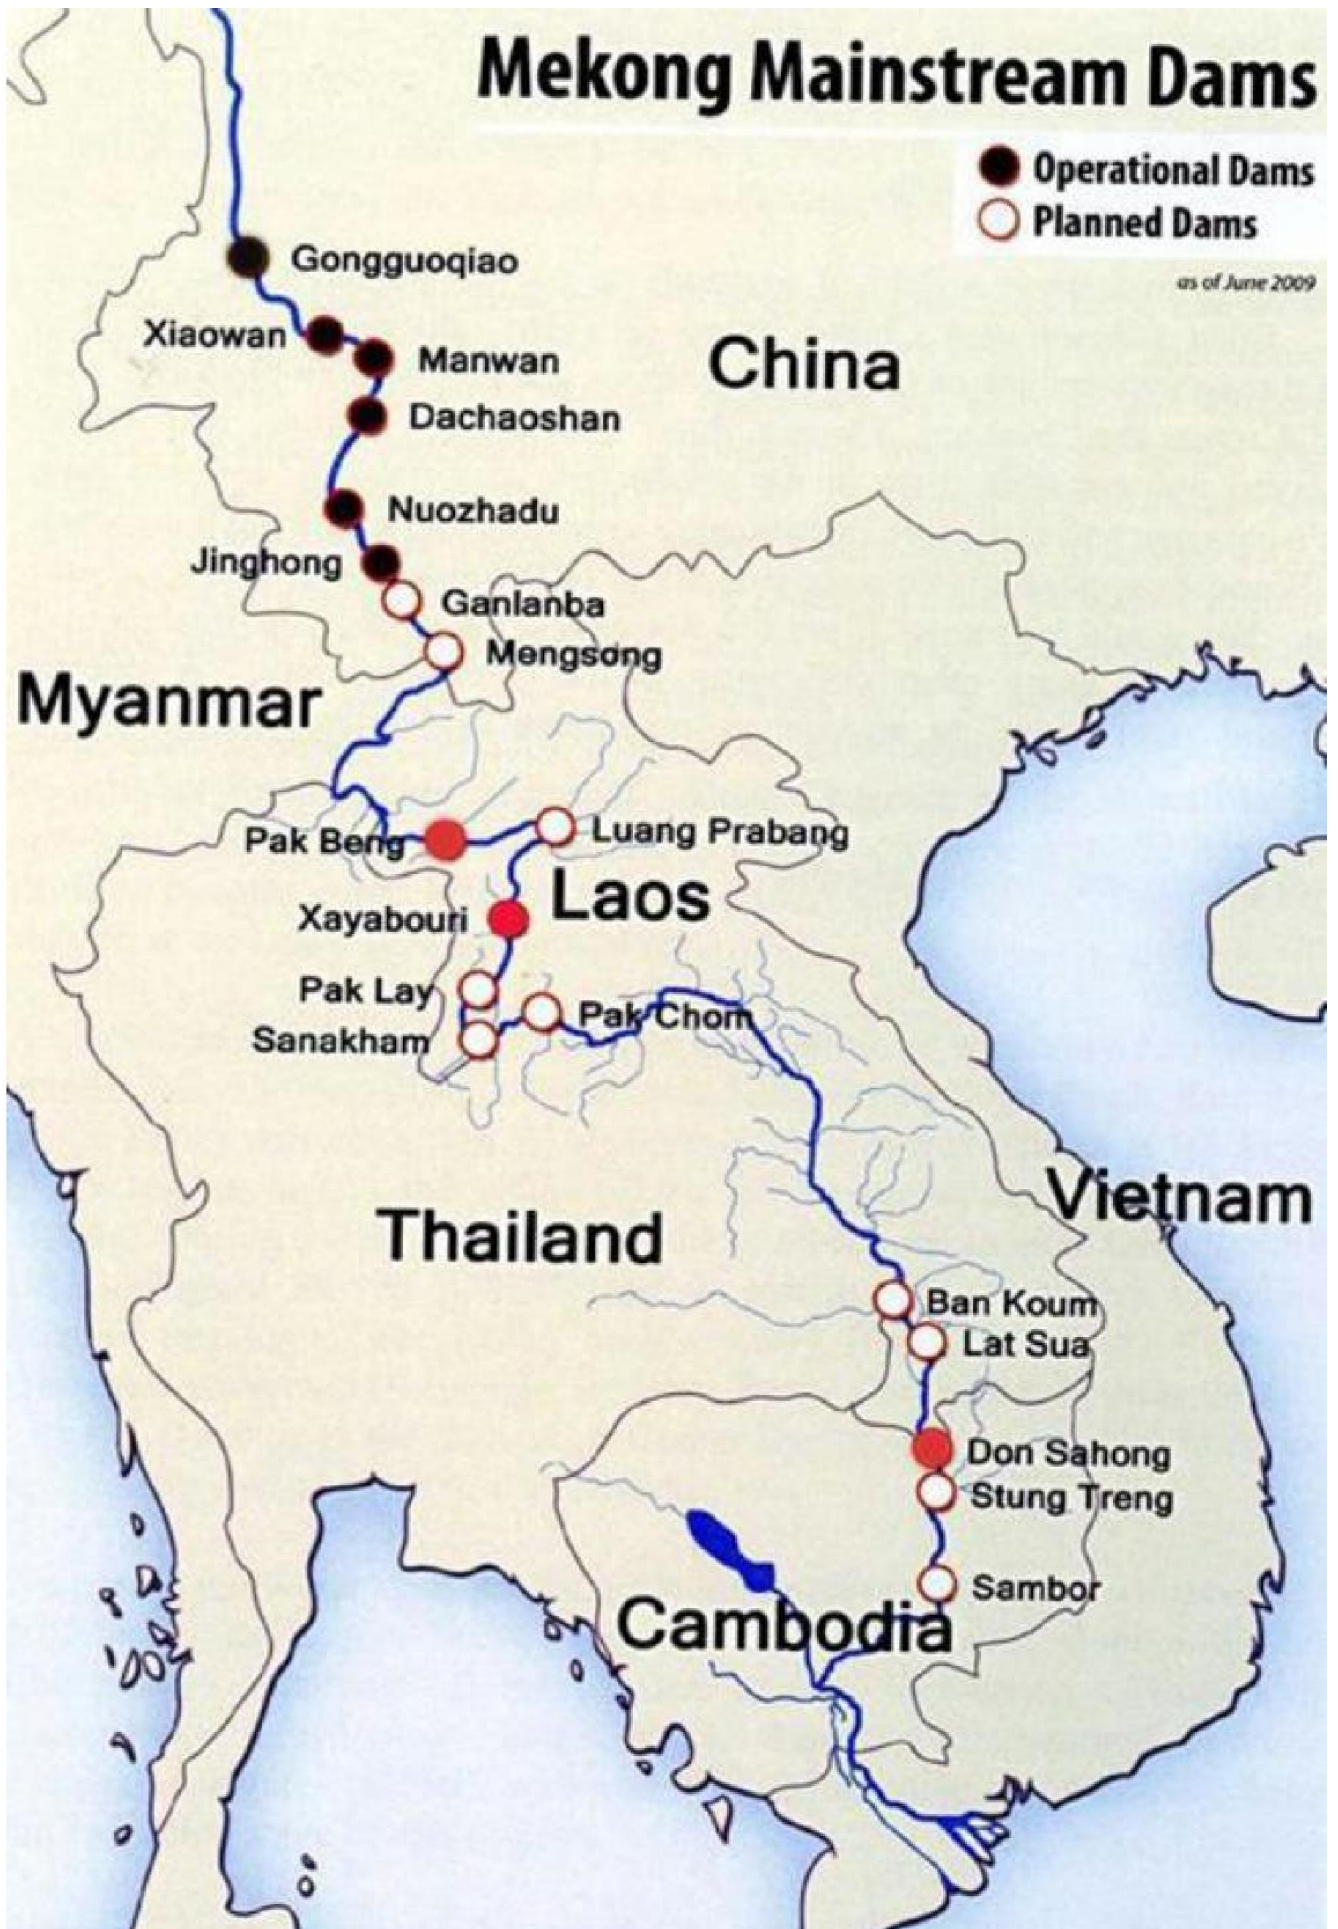 Mekong Mainstream Dams
Operational Dams
Planned Dams
as of June 2009
Gongguoqiao
Xiaowan
Manwan
China
Dachaoshan
Nuozhadu
Jinghong
Ganlanba
Mengsong
Myanmar
Pak Beng
Luang Prabang
Laos
Xayabouri
Pak Lay
Pak Chom
Sanakham
Vietnam
Thailand
Ban Koum
Lat Sua
Don Sahong
Stung Treng
Sambor
Cambodia